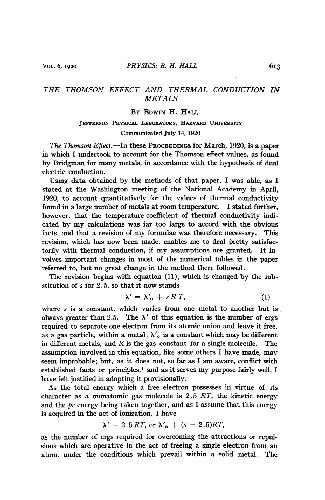 VOL. 6, 1920 PHYSICS: E. H. HALL 613
THE THOMSON EFFECT AND THERMAL CONDUCTION IN
METALS
BY EDWIN H. HALL
JEFFERSON PHYSICAL LABORATORY, HARVARD UNIVERSITY
Communicated July 14, 1920
The Thomson Effect.—In these PROCEEDINGS for March, 1920, is a paper
in which I undertook to account for the Thomson effect values, as found
by Bridgman for many metals, in accordance with the hypothesis of dual
electric conduction.
Using data obtained by the methods of that paper, I was able, as I
stated at the Washington meeting of the National Academy in April,
1920, to account quantitatively for the values of thermal conductivity
found in a large number of metals at room temperature. I stated further,
however, that the temperature-coefficient of thermal conductivity indi-
cated by my calculations was far too large to accord with the obvious
facts and that a revision of my formulae was therefore necessary. This
revision, which has now been made, enables me to deal pretty satisfac-
torily with thermal conduction, if my assumptions are granted. It in-
volves important changes in most of the numerical tables in the paper
referred to, but no great change in the method there followed.
The revision begins with equation (11), which is changed by the sub-
stitution of s for 2.5, so that it now stands
λ' = λ'ₒ + s R T, (1)
where s is a constant, which varies from one metal to another but is
always greater than 2.5. The λ' of this equation is the number of ergs
required to separate one electron from its atomic union and leave it free,
as a gas particle, within a metal; λ'ₒ is a constant which may be different
in different metals, and R is the gas constant for a single molecule. The
assumption involved in this equation, like some others I have made, may
seem improbable; but, as it does not, so far as I am aware, conflict with
established facts or principles,¹ and as it serves my purpose fairly well, I
have felt justified in adopting it provisionally.
As the total energy which a free electron possesses in virtue of its
character as a monatomic gas molecule is 2.5 RT, the kinetic energy
and the pv energy being taken together, and as I assume that this energy
is acquired in the act of ionization, I have
λ' − 2.5 RT, or λ'ₒ + (s − 2.5)RT,
as the number of ergs required for overcoming the attractions or repul-
sions which are operative in the act of freeing a single electron from an
atom, under the conditions which prevail within a solid metal. The